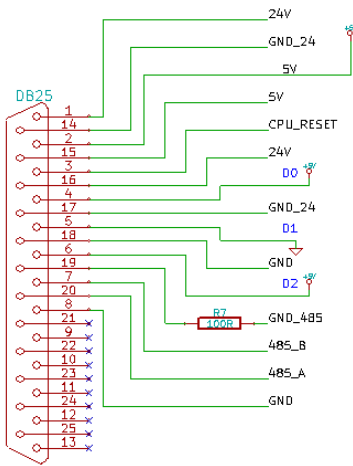 24V
+5V
GND_24
5V
DB25
5V
1
14
CPU_RESET
2
15
24V
3
+5V
16
D0
4
17
GND_24
5
D1
18
GND
6
+5V
19
D2
7
20
R7
GND_485
8
100R
21
9
485_B
22
10
485_A
23
11
24
GND
12
25
13